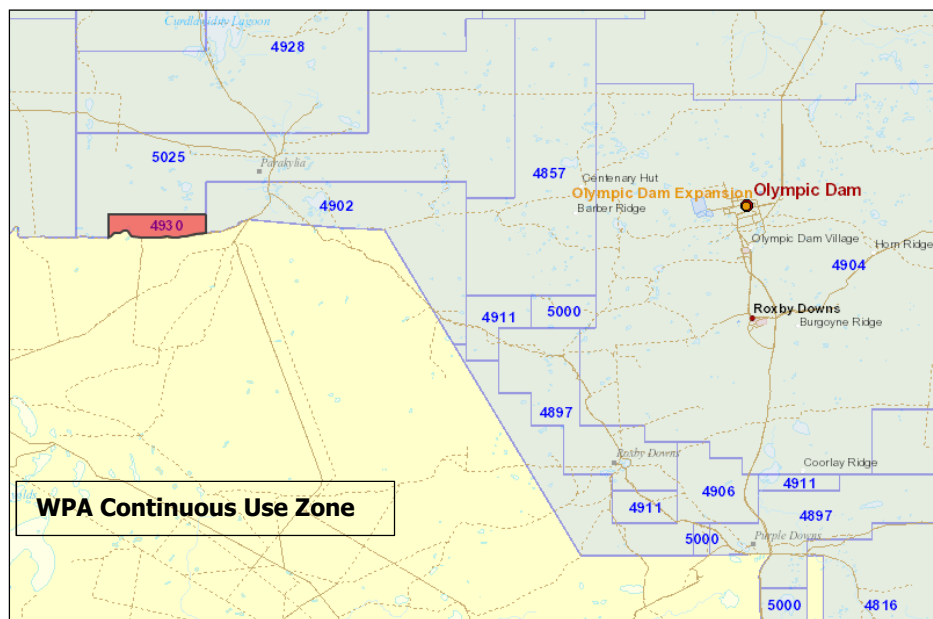 Curdlawidny Lagoon
4928
5025
Parakylia
4857
Centenary Hut
Olympic Dam Expansion
Olympic Dam
4902
Barber Ridge
4930
Olympic Dam Village
Horn Ridge
4904
4911
5000
Roxby Downs
Burgoyne Ridge
4897
Roxby Downs
Coorlay Ridge
4906
4911
WPA Continuous Use Zone
4911
4897
5000
Purple Downs
5000
4816